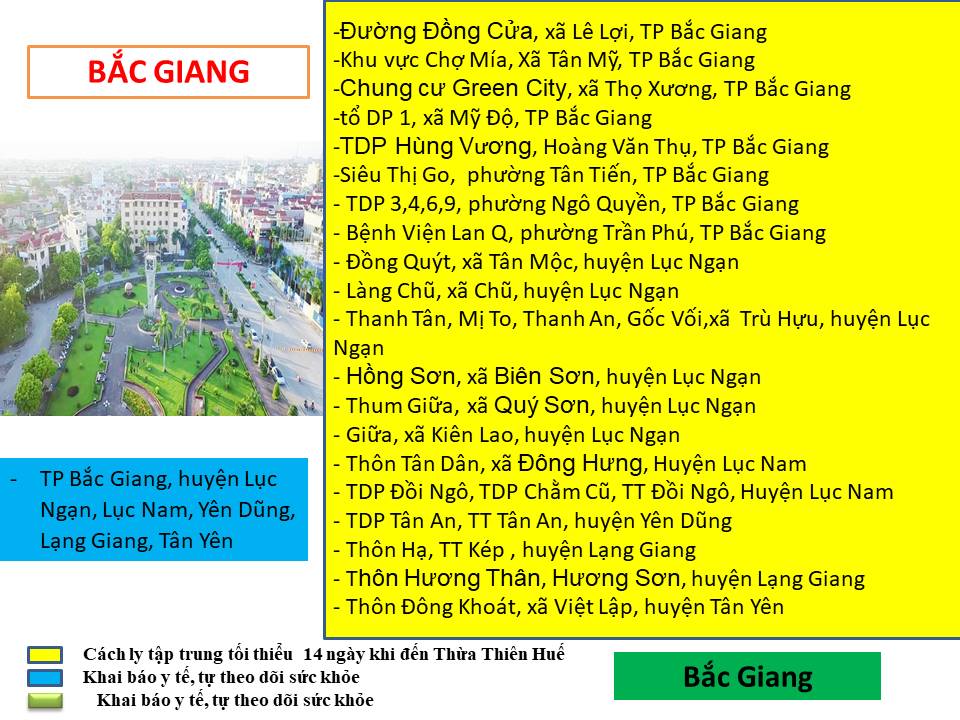 BẮC GIANG
-Đường Đồng Cửa, xã Lê Lợi, TP Bắc Giang
-Khu vực Chợ Mía, Xã Tân Mỹ, TP Bắc Giang
-Chung cư Green City, xã Thọ Xương, TP Bắc Giang
-tổ DP 1, xã Mỹ Độ, TP Bắc Giang
-TDP Hùng Vương, Hoàng Văn Thụ, TP Bắc Giang
-Siêu Thị Go,  phường Tân Tiến, TP Bắc Giang
- TDP 3,4,6,9, phường Ngô Quyền, TP Bắc Giang
- Bệnh Viện Lan Q, phường Trần Phú, TP Bắc Giang
- Đồng Quýt, xã Tân Mộc, huyện Lục Ngạn
- Làng Chũ, xã Chũ, huyện Lục Ngạn
- Thanh Tân, Mị To, Thanh An, Gốc Vối,xã  Trù Hựu, huyện Lục
Ngạn
- Hồng Sơn, xã Biên Sơn, huyện Lục Ngạn
- Thum Giữa, xã Quý Sơn, huyện Lục Ngạn
- Giữa, xã Kiên Lao, huyện Lục Ngạn
- Thôn Tân Dân, xã Đông Hưng, Huyện Lục Nam
- TDP Đồi Ngô, TDP Chằm Cũ, TT Đồi Ngô, Huyện Lục Nam
- TDP Tân An, TT Tân An, huyện Yên Dũng
- Thôn Hạ, TT Kép , huyện Lạng Giang
- Thôn Hương Thân, Hương Sơn, huyện Lạng Giang
- Thôn Đông Khoát, xã Việt Lập, huyện Tân Yên
- TP Bắc Giang, huyện Lục
Ngạn, Lục Nam, Yên Dũng,
Lạng Giang, Tân Yên
Cách ly tập trung tối thiểu  14 ngày khi đến Thừa Thiên Huế
Khai báo y tế, tự theo dõi sức khỏe
Khai báo y tế, tự theo dõi sức khỏe
Bắc Giang